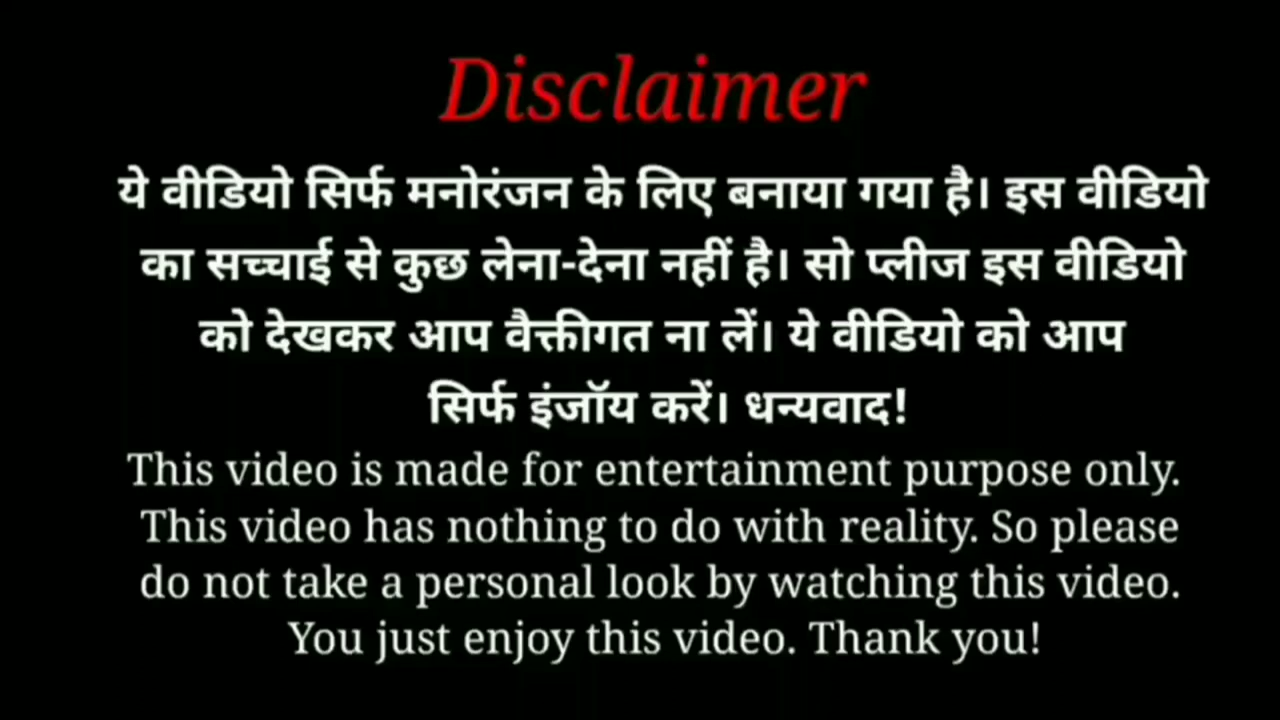 Disclaimer
ये वीडियो सिर्फ मनोरंजन के लिए बनाया गया है। इस वीडियो
का सच्चाई से कुछ लेना-देना नहीं है। सो प्लीज इस वीडियो
को देखकर आप वैक्तीगत ना लें। ये वीडियो को आप
सिर्फ इंजॉय करें। धन्यवाद!
This video is made for entertainment purpose only.
This video has nothing to do with reality. So please
do not take a personal look by watching this video.
You just enjoy this video. Thank you!